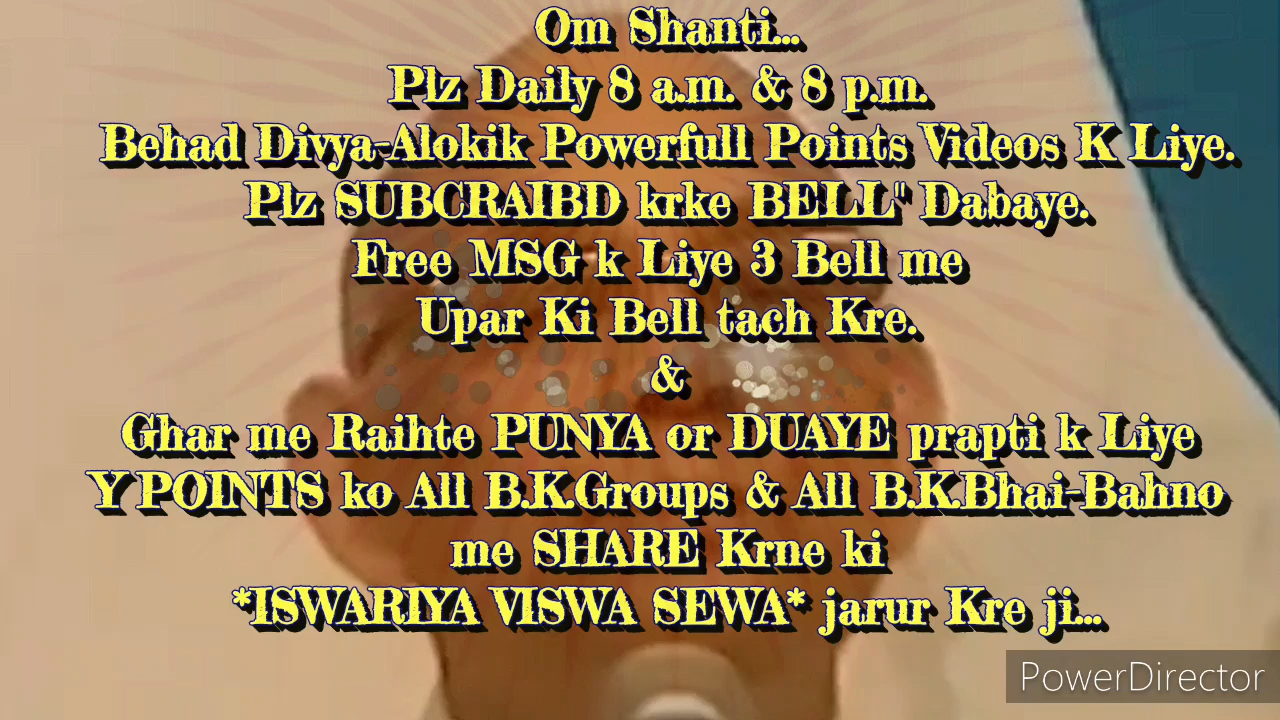 Om Shanti...
Plz Daily 8 a.m. & 8 p.m.
Behad Divya-Alokik Powerfull Points Videos K Liye.
Plz SUBCRAIBD krke BELL" Dabaye.
Free MSG k Liye 3 Bell me
Upar Ki Bell tach Kre.
&
Ghar me Raihte PUNYA or DUAYE prapti k Liye
Y POINTS ko All B.K.Groups & All B.K.Bhai-Bahno
me SHARE Krne ki
*ISWARIYA VISWA SEWA* jarur Kre ji...
PowerDirector